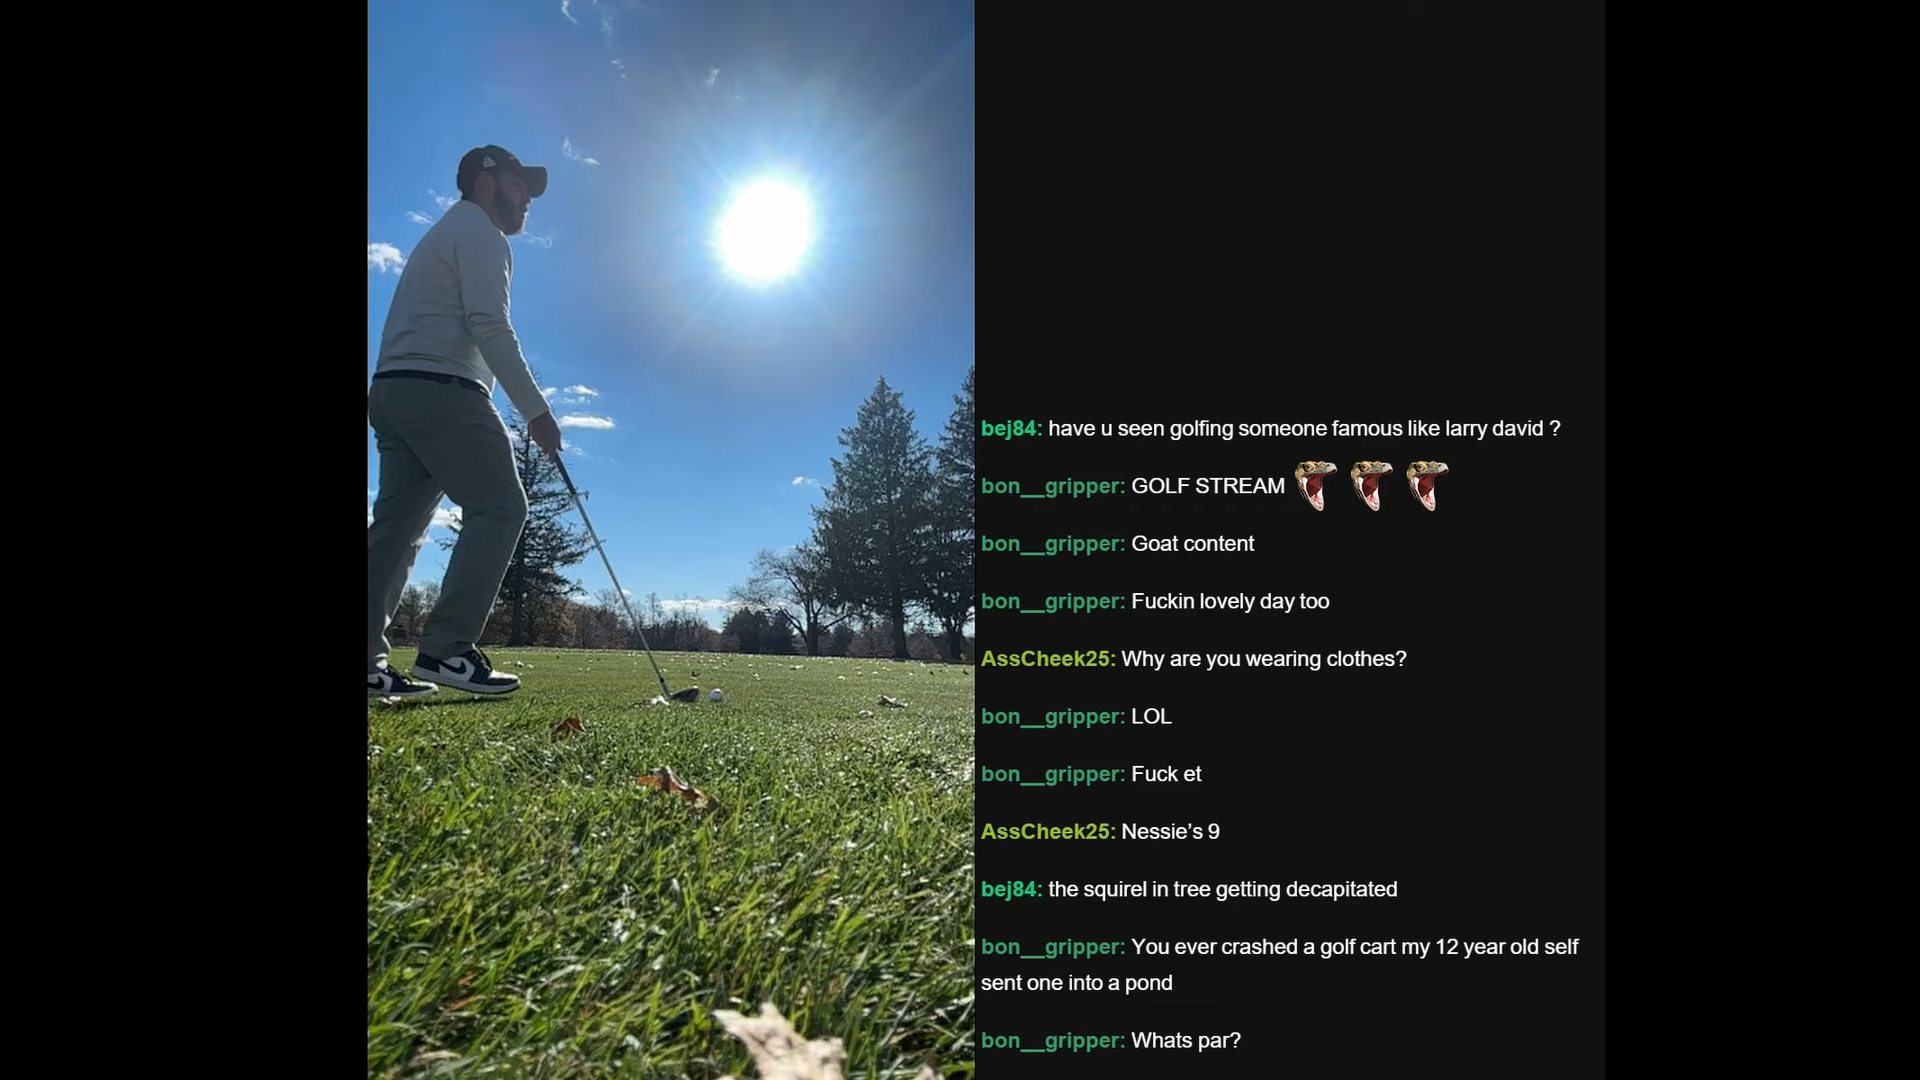 bej84: have u seen golfing someone famous like larry david ?
bon__gripper: GOLF STREAM
bon__gripper: Goat content
bon__gripper: Fuckin lovely day too
AssCheek25: Why are you wearing clothes?
bon__gripper: LOL
bon__gripper: Fuck et
AssCheek25: Nessie’s 9
bej84: the squirel in tree getting decapitated
bon__gripper: You ever crashed a golf cart my 12 year old self
sent one into a pond
bon__gripper: Whats par?